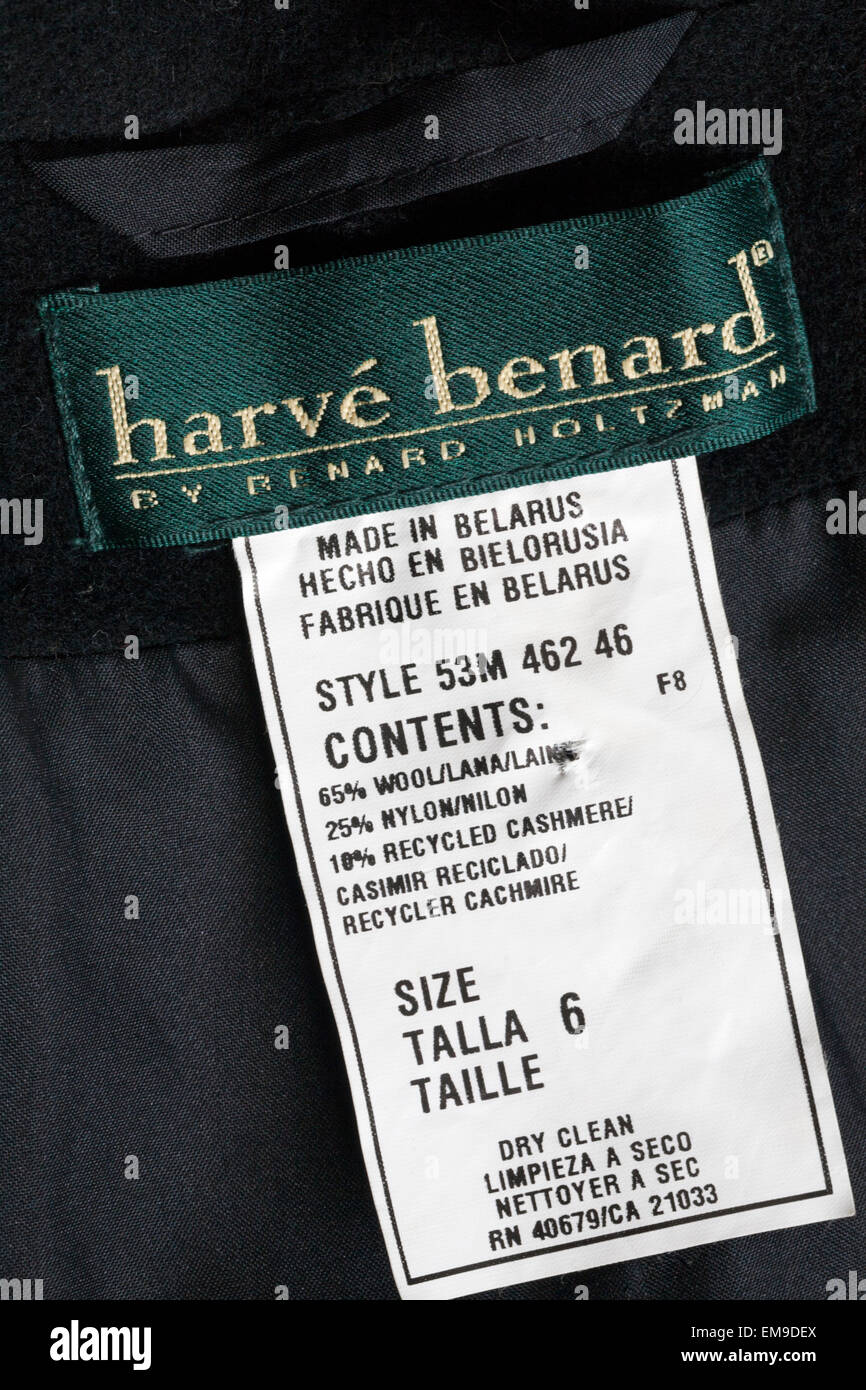 harvé benard®
BY BENARD HOLTZMAN
MADE IN BELARUS
HECHO EN BIELORUSIA
FABRIQUE EN BELARUS
STYLE 53M 462 46
F8
CONTENTS:
65% WOOL/LANA/LAINE
25% NYLON/NILON
10% RECYCLED CASHMERE/
CASIMIR RECICLADO/
RECYCLER CACHMIRE
SIZE
TALLA 6
TAILLE
DRY CLEAN
LIMPIEZA A SECO
NETTOYER A SEC
RN 40679/CA 21033
alamy
alamy stock photo
EM9DEX
www.alamy.com